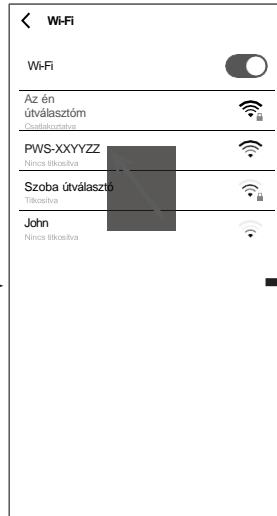 Wi-Fi
Wi-Fi
Az én
útválasztóm
Csatlakoztatva
PWS-XXYYZZ
Nincs titkosítva
Szoba útválasztó
Titkosítva
John
Nincs titkosítva